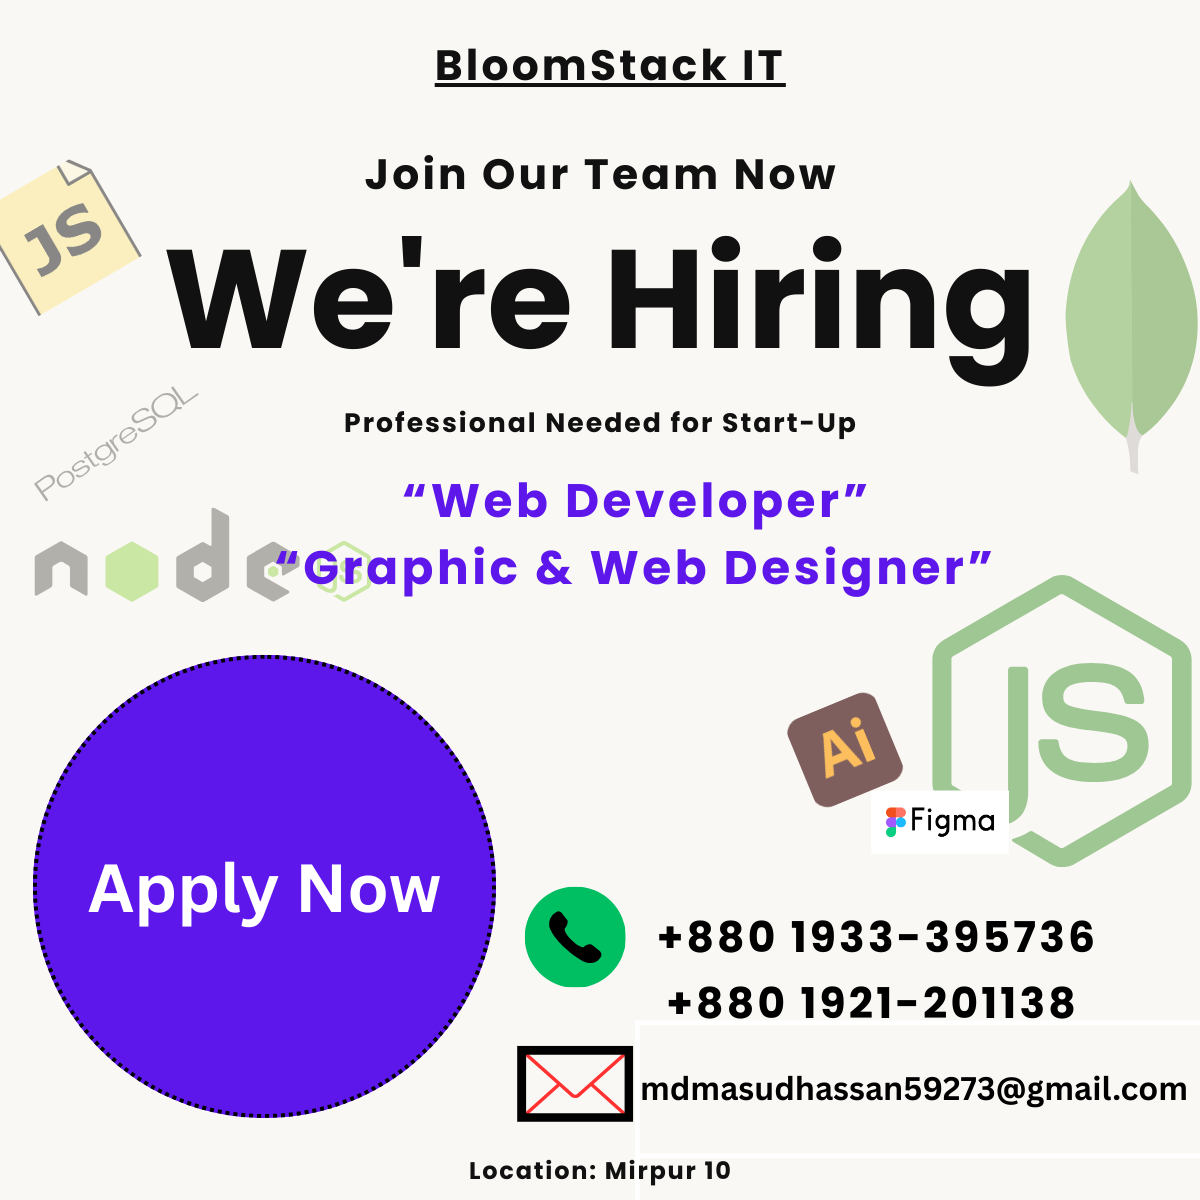 BloomStack IT
Join Our Team Now
JS
We're Hiring
Professional Needed for Start-Up
PostgreSQL
“Web Developer”
node JS
“Graphic & Web Designer”
JS
Ai
Figma
Apply Now
+880 1933-395736
+880 1921-201138
mdmasudhassan59273@gmail.com
Location: Mirpur 10